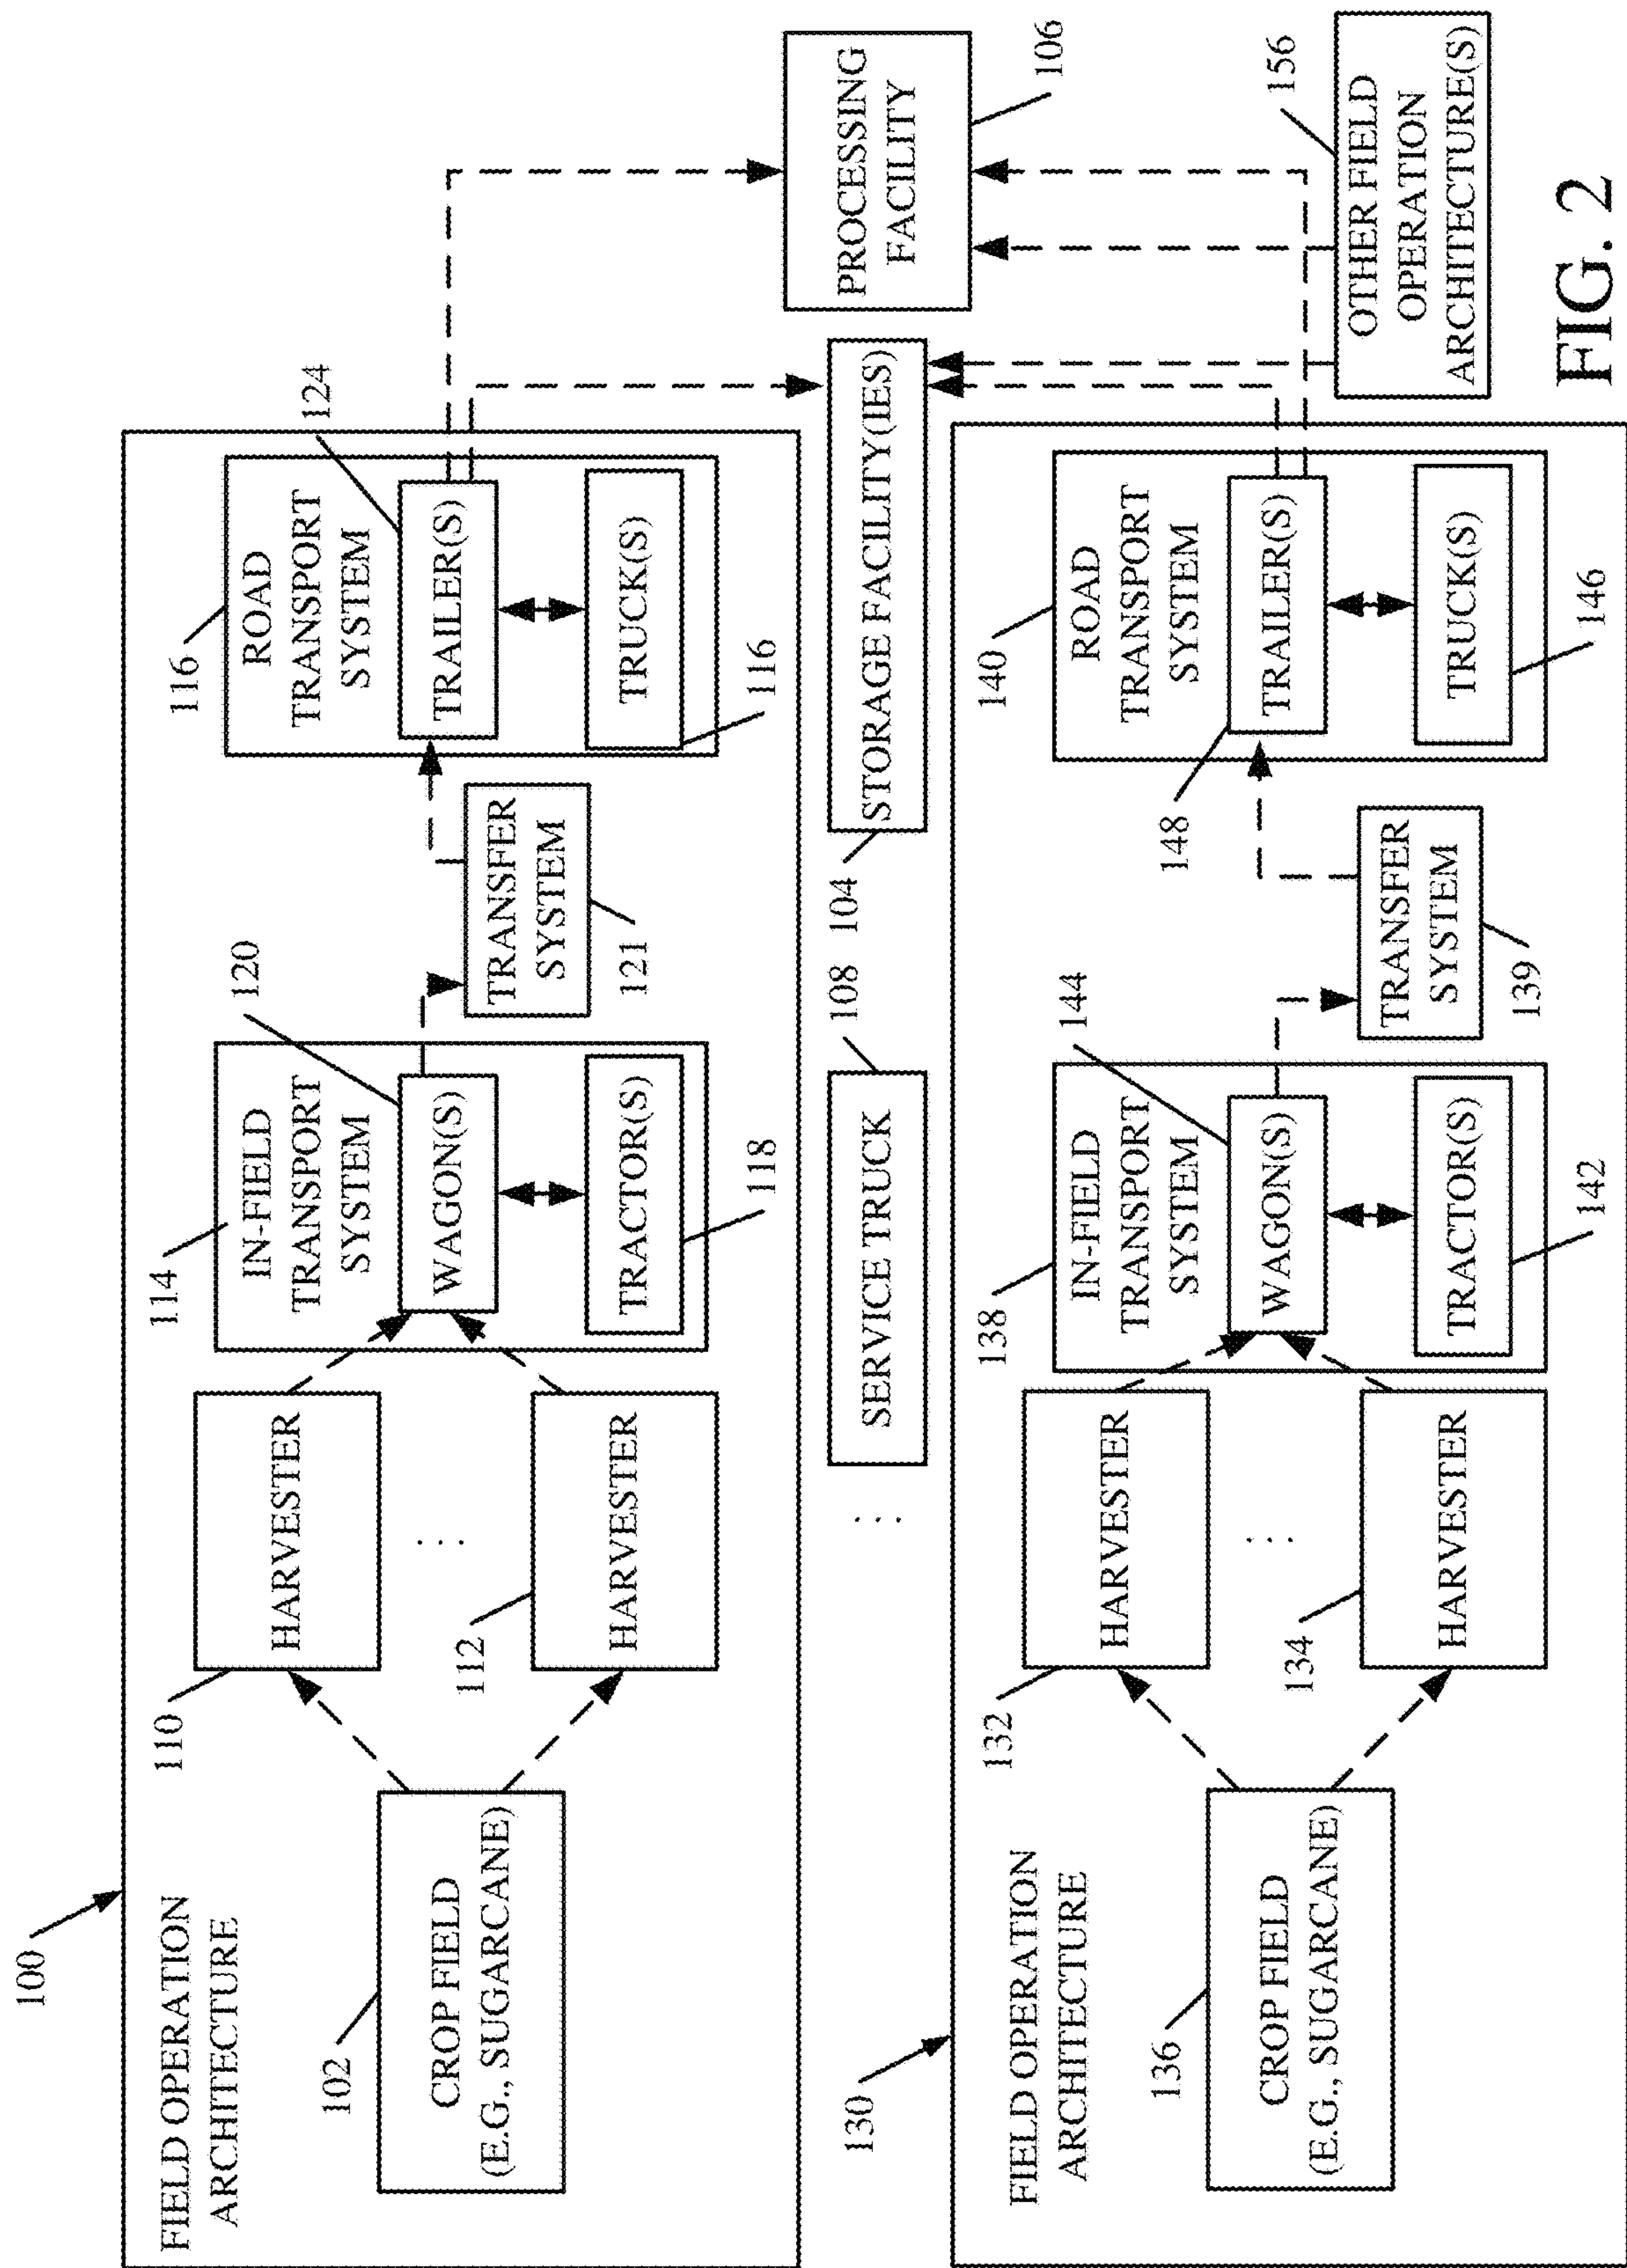 100
FIELD OPERATION
ARCHITECTURE
102
CROP FIELD
(E.G., SUGARCANE)
110
HARVESTER
⋮
112
HARVESTER
114
IN-FIELD
TRANSPORT
SYSTEM
120
WAGON(S)
TRACTOR(S)
118
TRANSFER
SYSTEM
121
116
ROAD
TRANSPORT
SYSTEM
124
TRAILER(S)
TRUCK(S)
116
⋮
SERVICE TRUCK
108
104
STORAGE FACILITY(IES)
PROCESSING
FACILITY
106
130
FIELD OPERATION
ARCHITECTURE
136
CROP FIELD
(E.G., SUGARCANE)
132
HARVESTER
⋮
134
HARVESTER
138
IN-FIELD
TRANSPORT
SYSTEM
144
WAGON(S)
TRACTOR(S)
142
TRANSFER
SYSTEM
139
140
ROAD
TRANSPORT
SYSTEM
148
TRAILER(S)
TRUCK(S)
146
156
OTHER FIELD
OPERATION
ARCHITECTURE(S)
FIG. 2